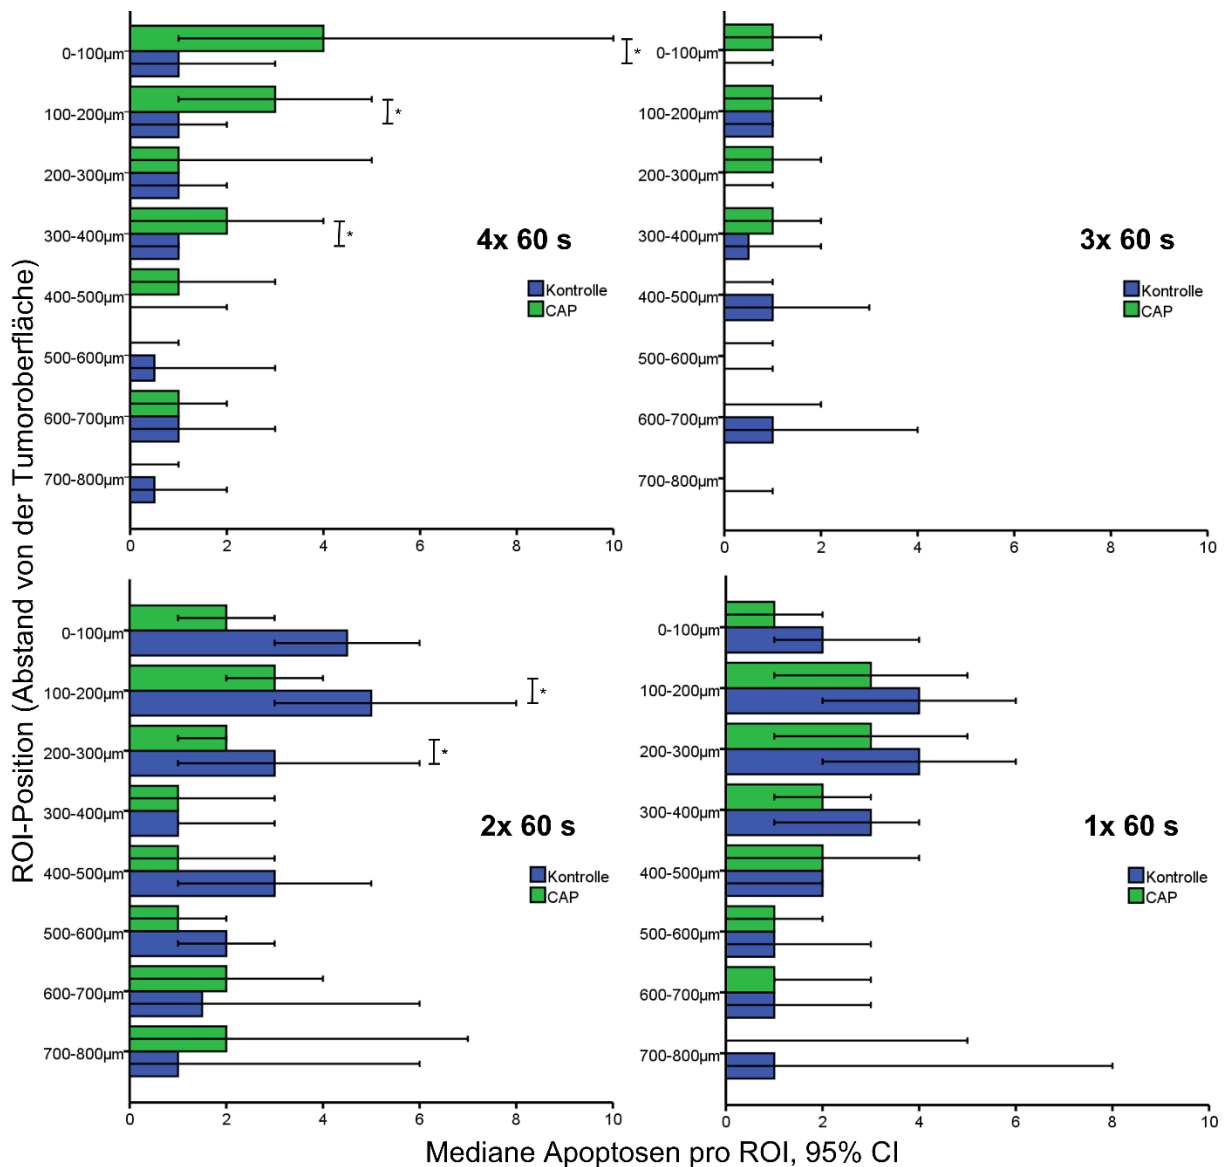 0-100µm
*
100-200µm
*
200-300µm
300-400µm
*
4x 60 s
400-500µm
Kontrolle
CAP
500-600µm
600-700µm
700-800µm
0 2 4 6 8 10
0-100µm
100-200µm
200-300µm
300-400µm
3x 60 s
400-500µm
Kontrolle
CAP
500-600µm
600-700µm
700-800µm
0 2 4 6 8 10
ROI-Position (Abstand von der Tumoroberfläche)
0-100µm
100-200µm
*
200-300µm
*
300-400µm
2x 60 s
400-500µm
Kontrolle
CAP
500-600µm
600-700µm
700-800µm
0 2 4 6 8 10
0-100µm
100-200µm
200-300µm
300-400µm
1x 60 s
400-500µm
Kontrolle
CAP
500-600µm
600-700µm
700-800µm
0 2 4 6 8 10
Mediane Apoptosen pro ROI, 95% CI